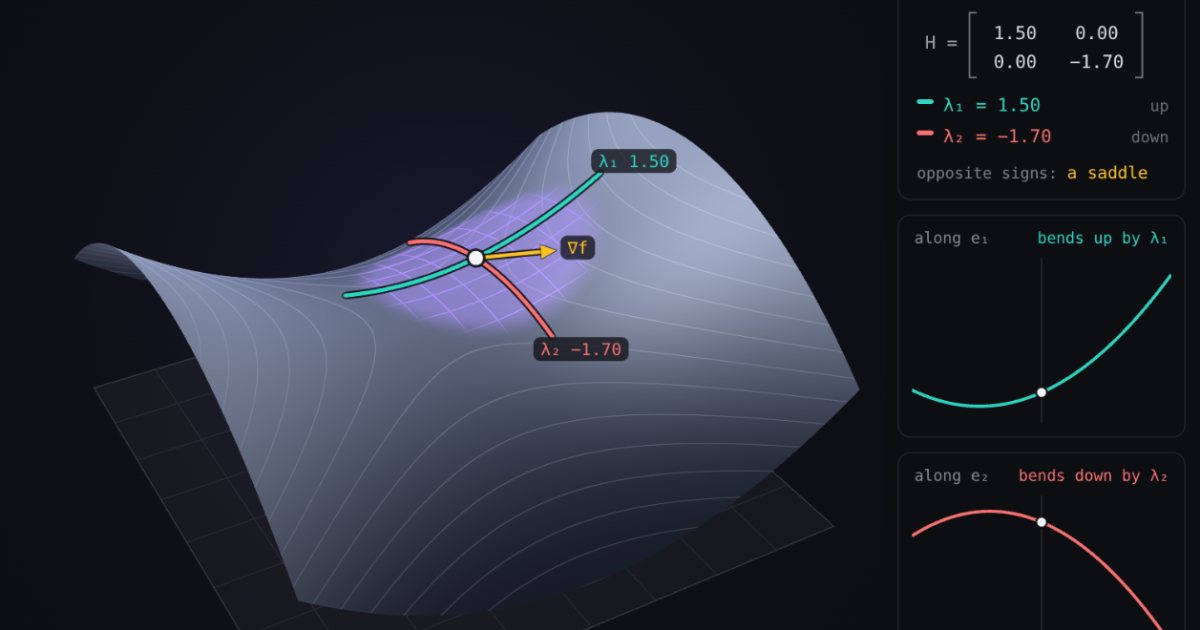 λ₁ 1.50
∇f
λ₂ −1.70
H =
1.50 0.00
0.00 −1.70
λ₁ = 1.50 up
λ₂ = −1.70 down
opposite signs: a saddle
along e₁ bends up by λ₁
along e₂ bends down by λ₂